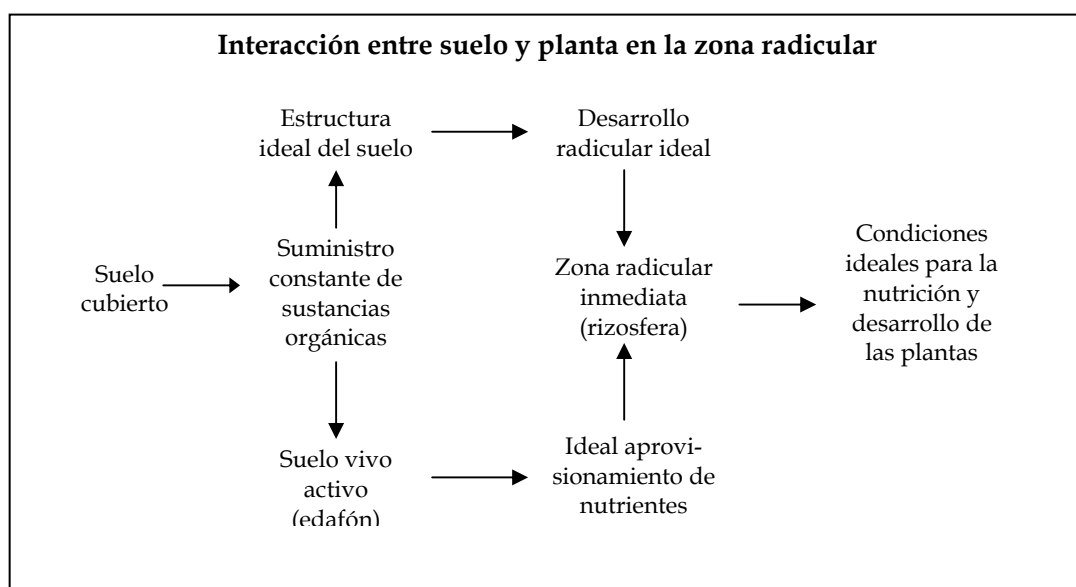 Interacción entre suelo y planta en la zona radicular
Estructura
ideal del suelo
Desarrollo
radicular ideal
Suelo
cubierto
Suministro
constante de
sustancias
orgánicas
Zona radicular
inmediata
(rizosfera)
Condiciones
ideales para la
nutrición y
desarrollo de
las plantas
Suelo vivo
activo
(edafón)
Ideal aprovi-
sionamiento de
nutrientes